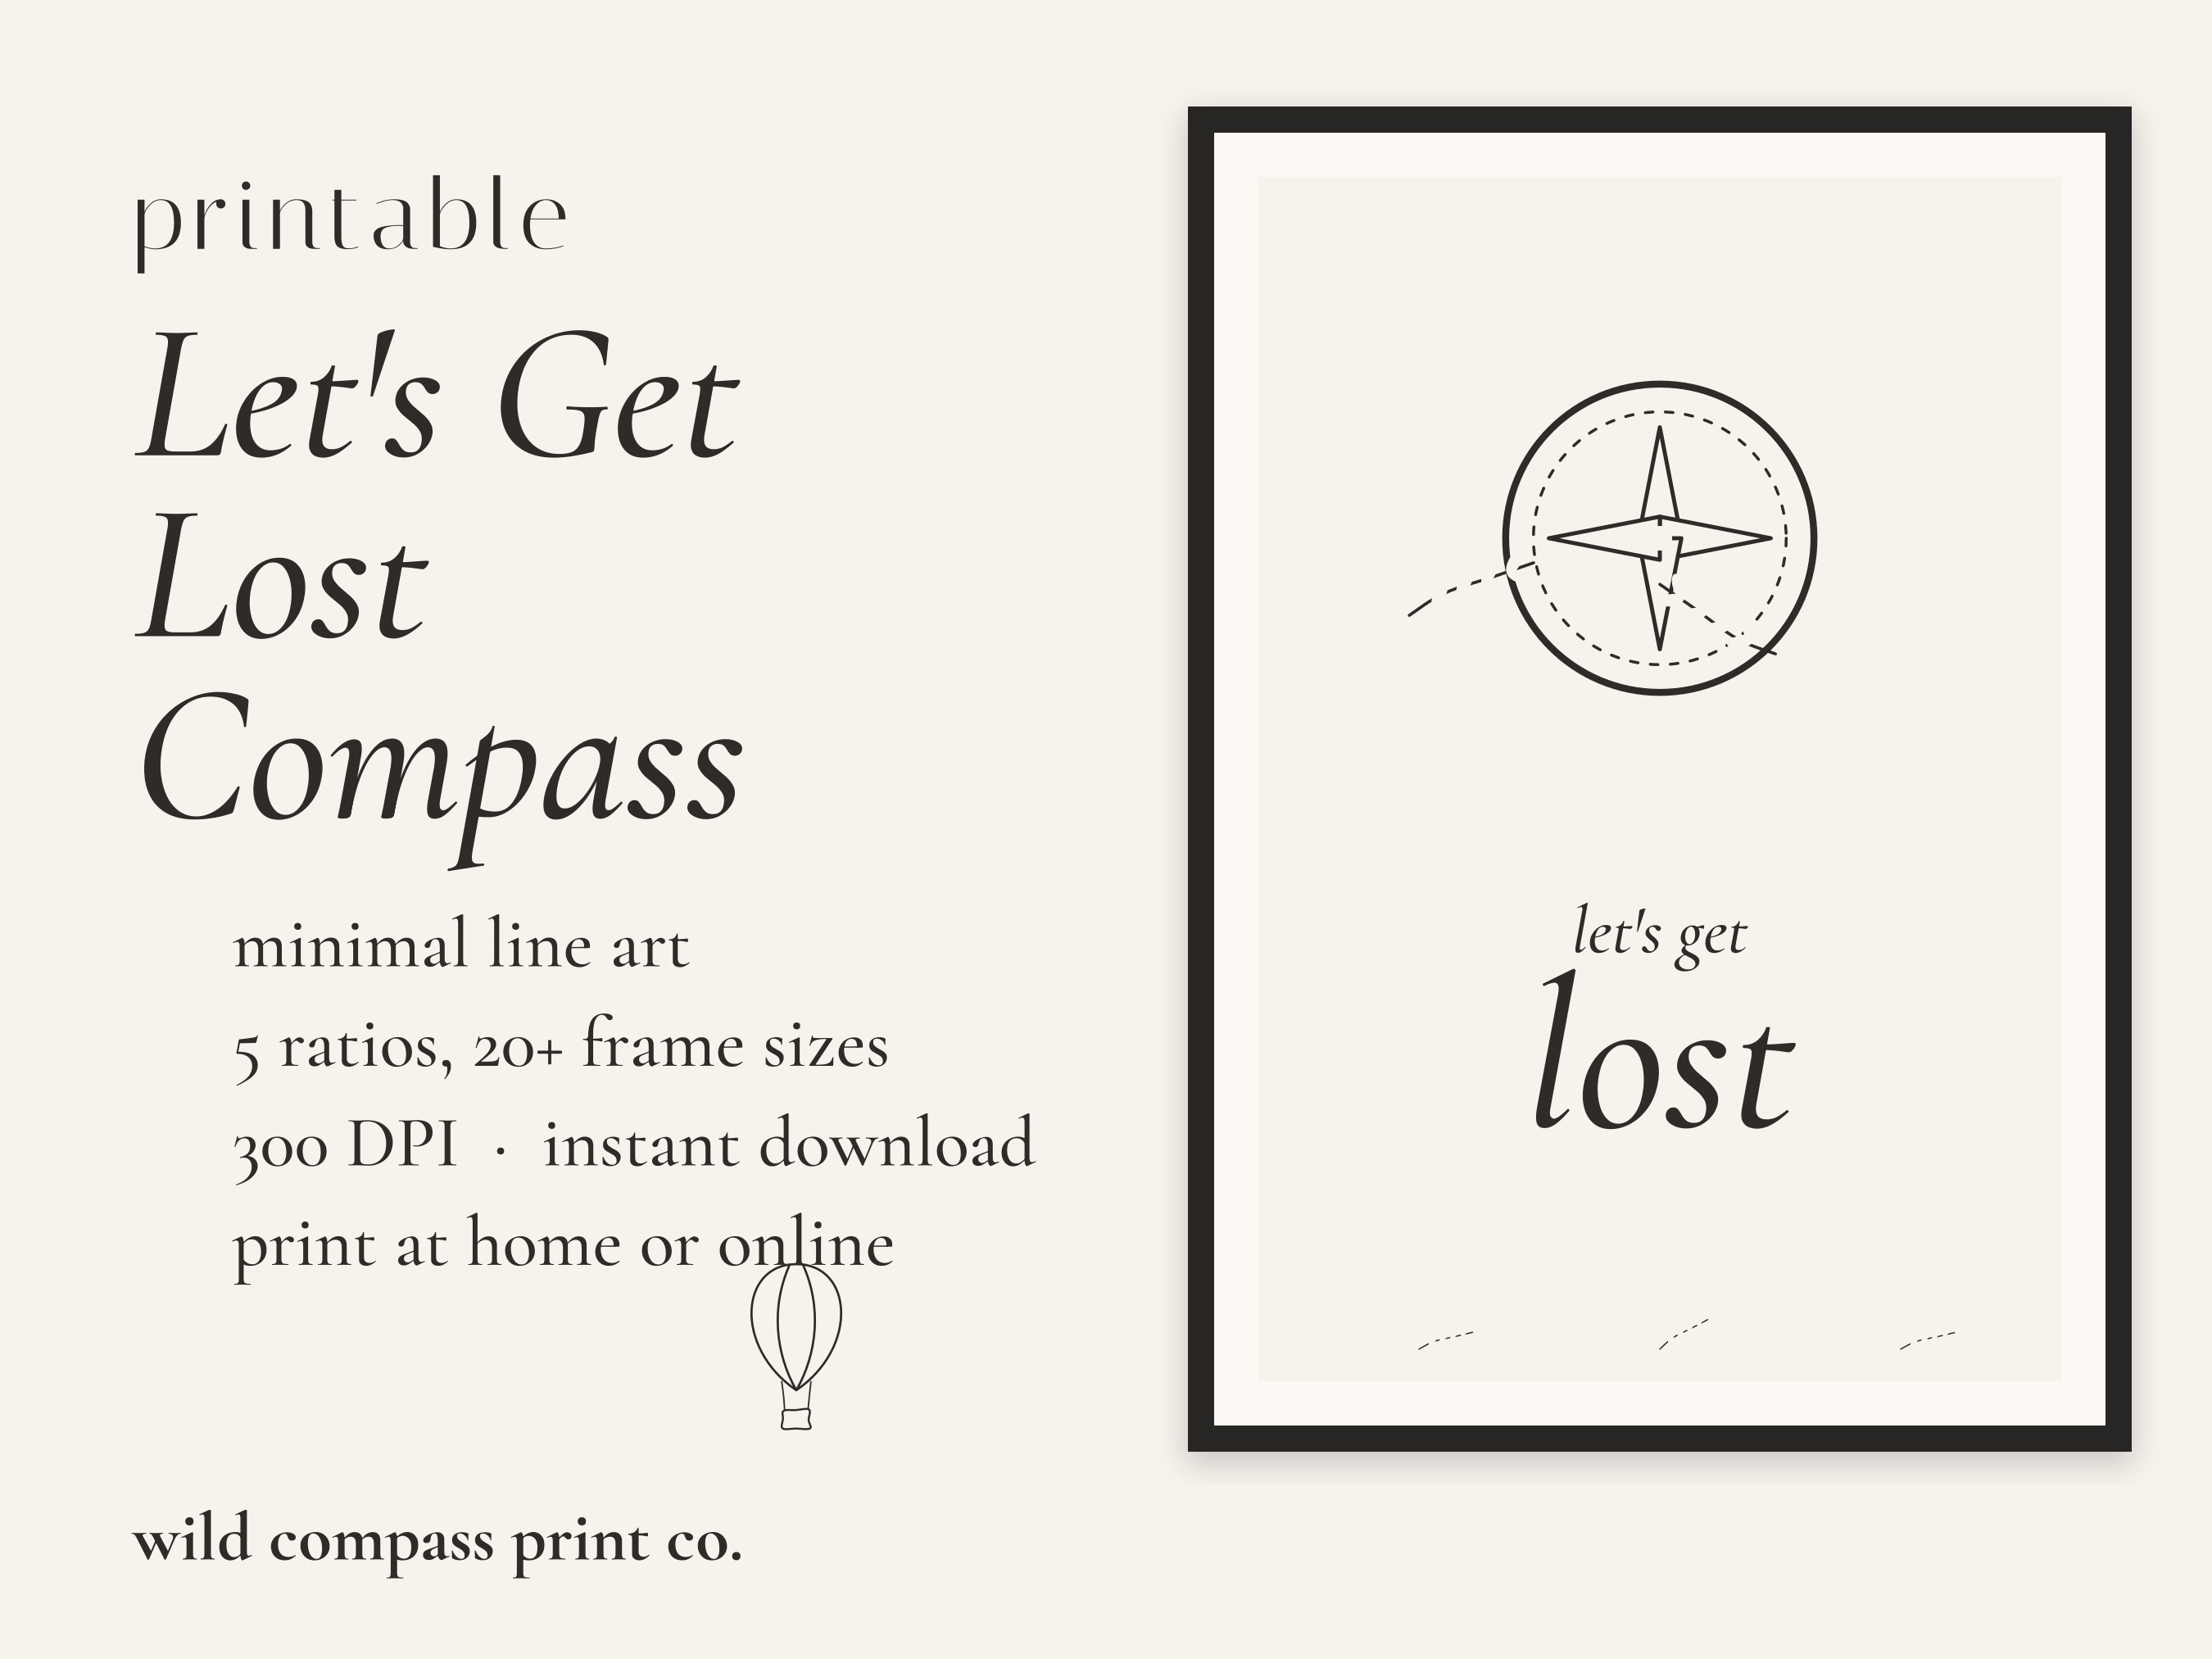 printable
Let's Get
Lost
Compass
minimal line art
5 ratios, 20+ frame sizes
300 DPI · instant download
print at home or online
wild compass print co.
let's get
lost